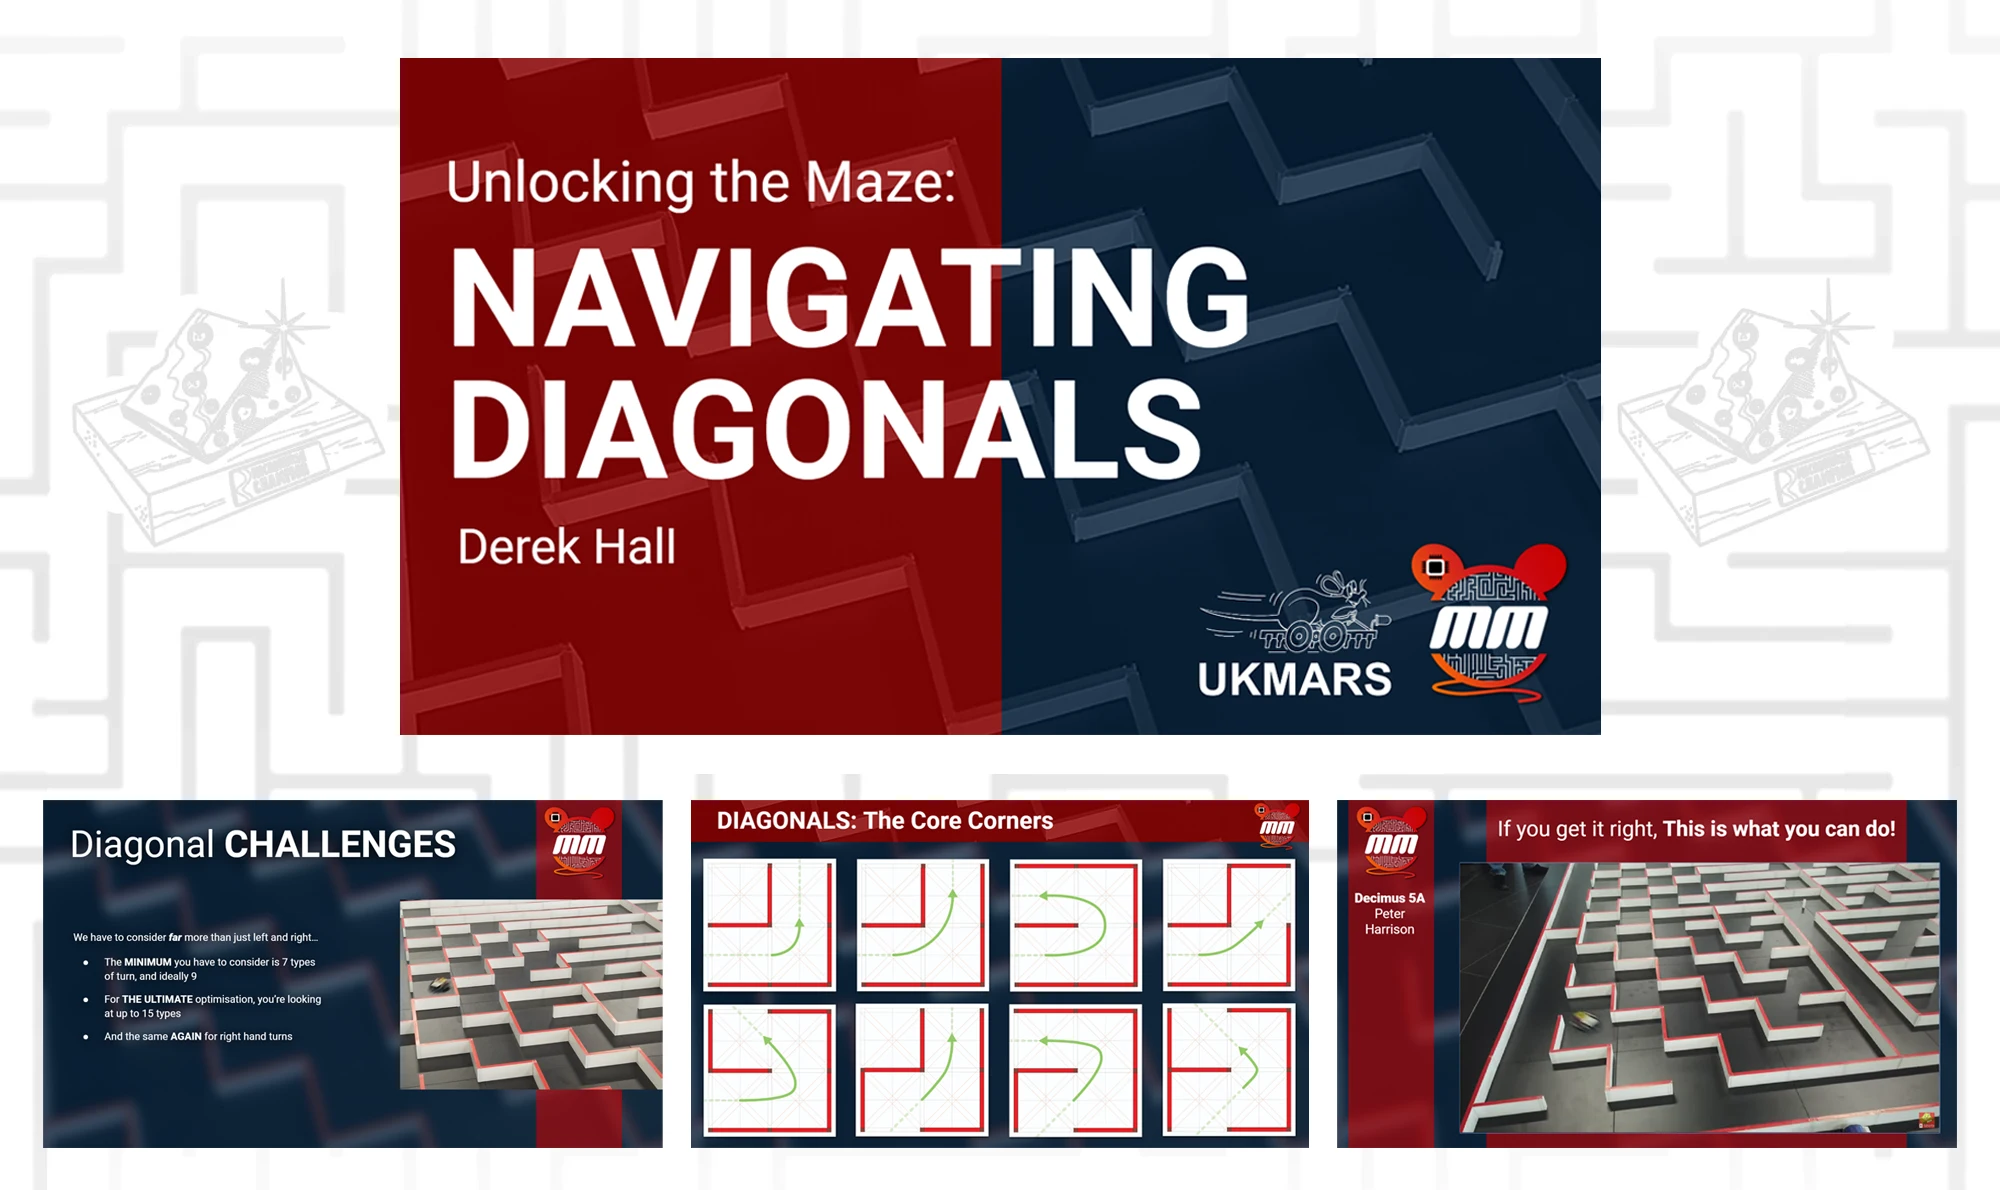 Unlocking the Maze:
NAVIGATING
DIAGONALS
Derek Hall
UKMARS
mm
Diagonal CHALLENGES
mm
We have to consider far more than just left and right...
● The MINIMUM you have to consider is 7 types
of turn, and ideally 9
● For THE ULTIMATE optimisation, you're looking
at up to 15 types
● And the same AGAIN for right hand turns
DIAGONALS: The Core Corners
mm
mm
If you get it right, This is what you can do!
Decimus 5A
Peter
Harrison